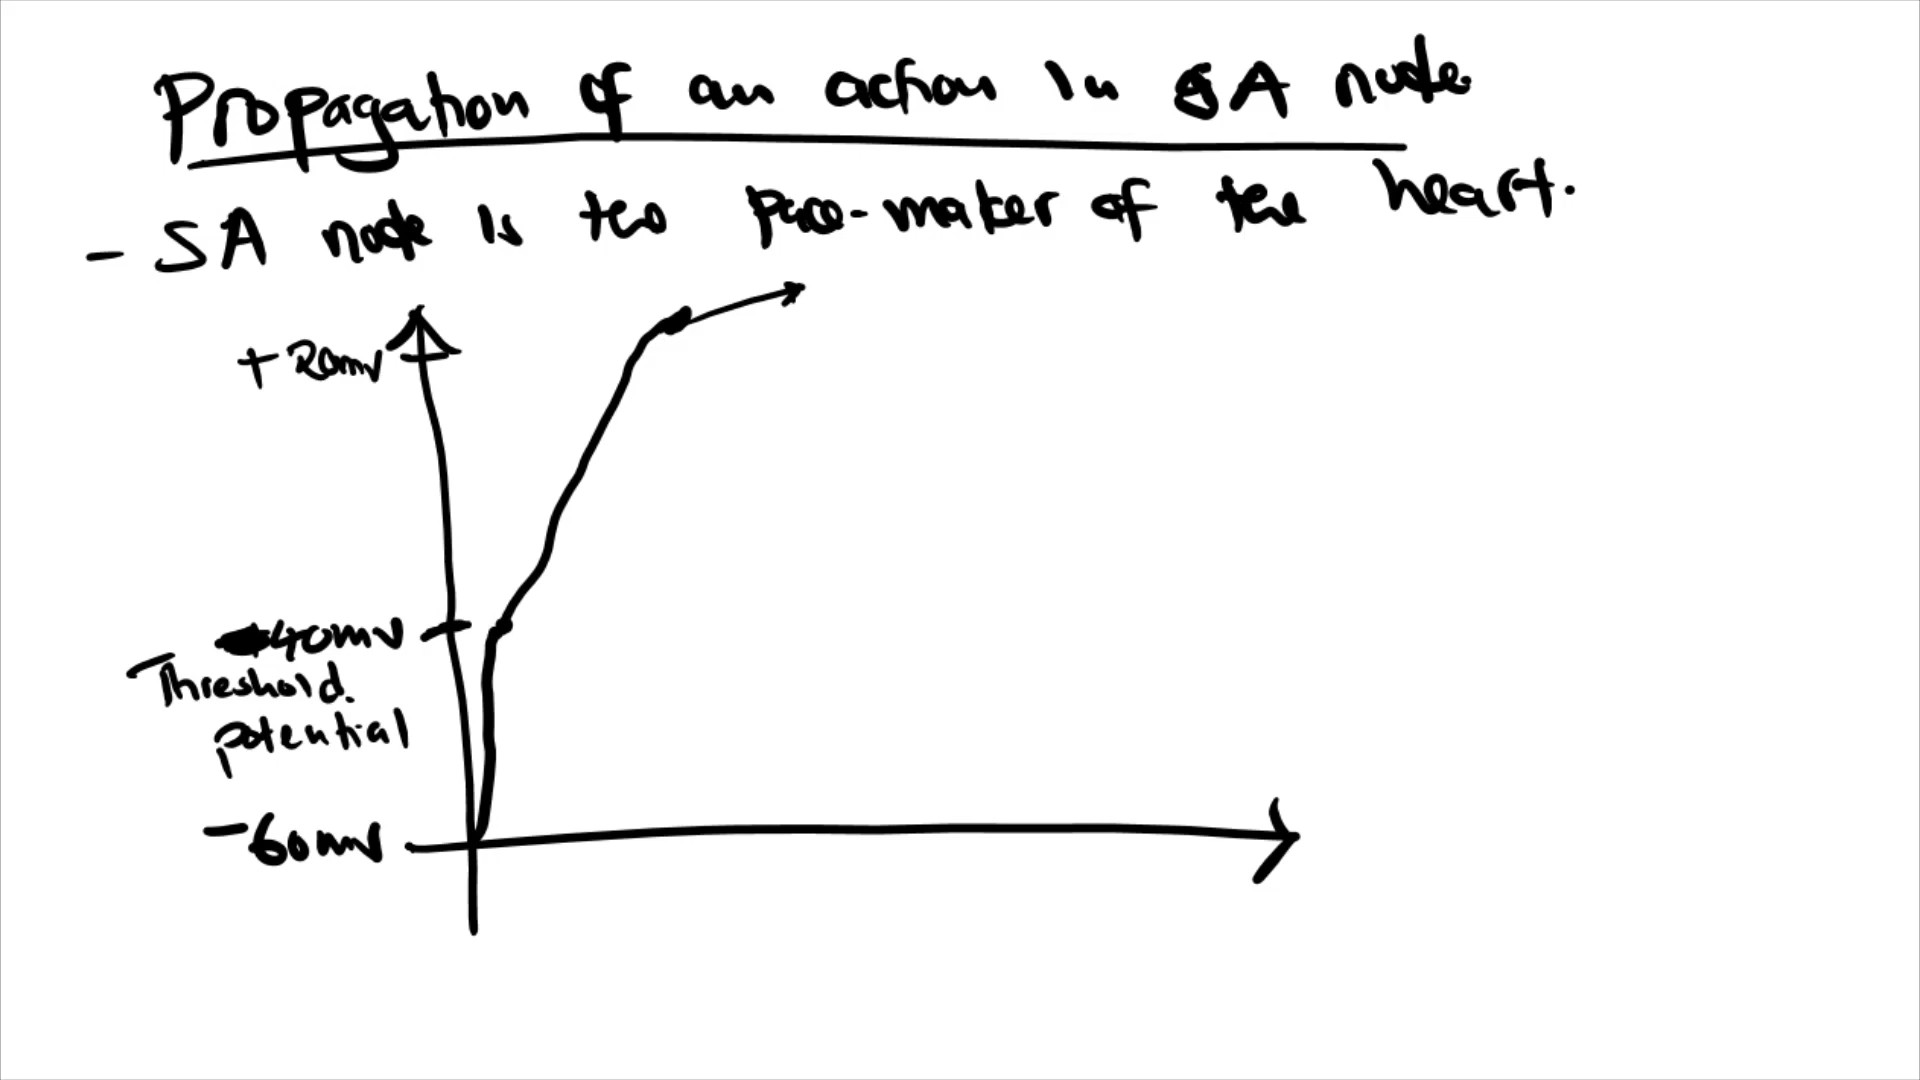 Propagation of an action in SA node
- SA node is the pace-maker of the heart.
+20mv
-40mv
Threshold.
potential
-60mv